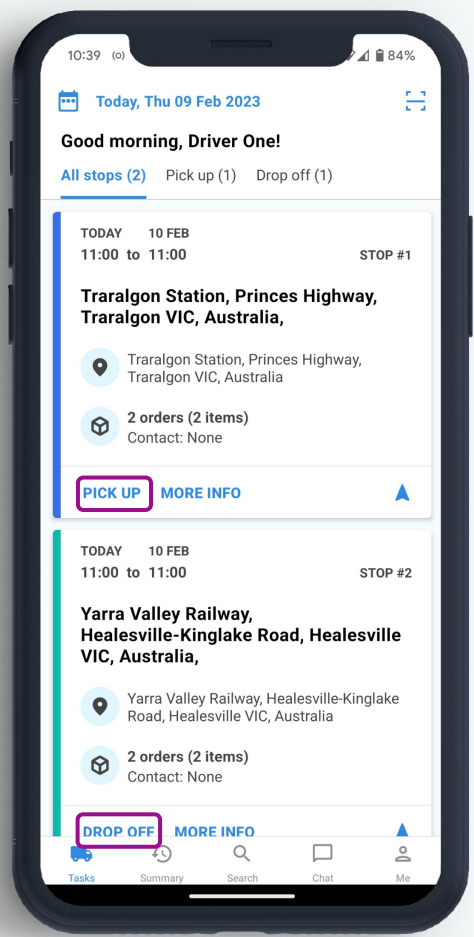 10:39 84%
Today, Thu 09 Feb 2023
Good morning, Driver One!
All stops (2) Pick up (1) Drop off (1)
TODAY 10 FEB
11:00 to 11:00 STOP #1
Traralgon Station, Princes Highway,
Traralgon VIC, Australia,
Traralgon Station, Princes Highway,
Traralgon VIC, Australia
2 orders (2 items)
Contact: None
PICK UP MORE INFO
TODAY 10 FEB
11:00 to 11:00 STOP #2
Yarra Valley Railway,
Healesville-Kinglake Road, Healesville
VIC, Australia,
Yarra Valley Railway, Healesville-Kinglake
Road, Healesville VIC, Australia
2 orders (2 items)
Contact: None
DROP OFF MORE INFO
Tasks Summary Search Chat Me